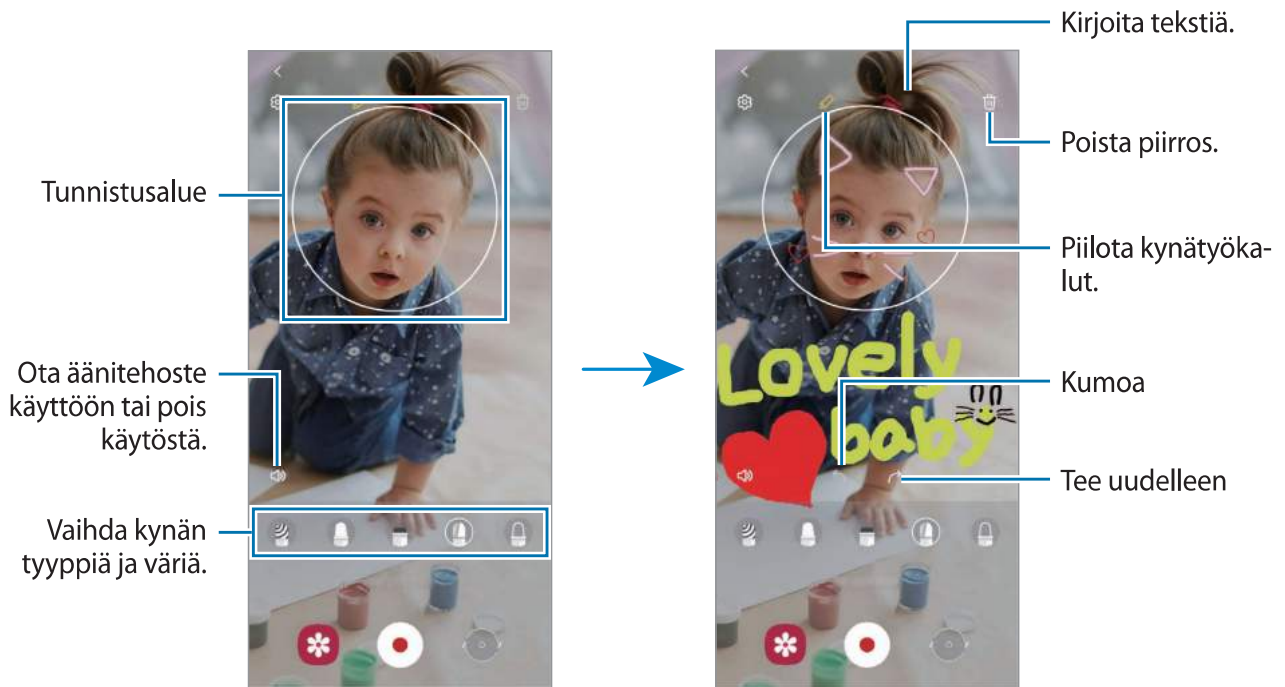 Kirjoita tekstiä.
Poista piirros.
Tunnistusalue
Piilota kynätyöka-
lut.
Ota äänitehoste
käyttöön tai pois
käytöstä.
Lovely
baby
Kumoa
Tee uudelleen
Vaihda kynän
tyyppiä ja väriä.